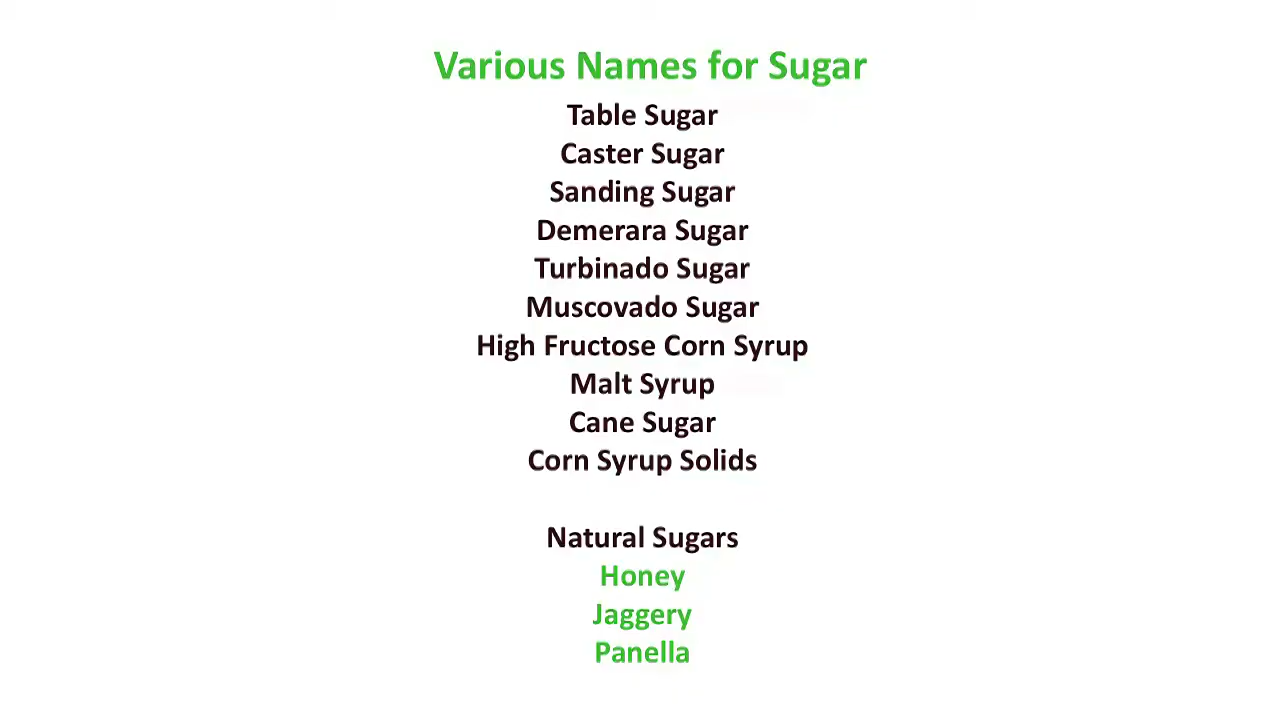 Various Names for Sugar
Table Sugar
Caster Sugar
Sanding Sugar
Demerara Sugar
Turbinado Sugar
Muscovado Sugar
High Fructose Corn Syrup
Malt Syrup
Cane Sugar
Corn Syrup Solids
Natural Sugars
Honey
Jaggery
Panella